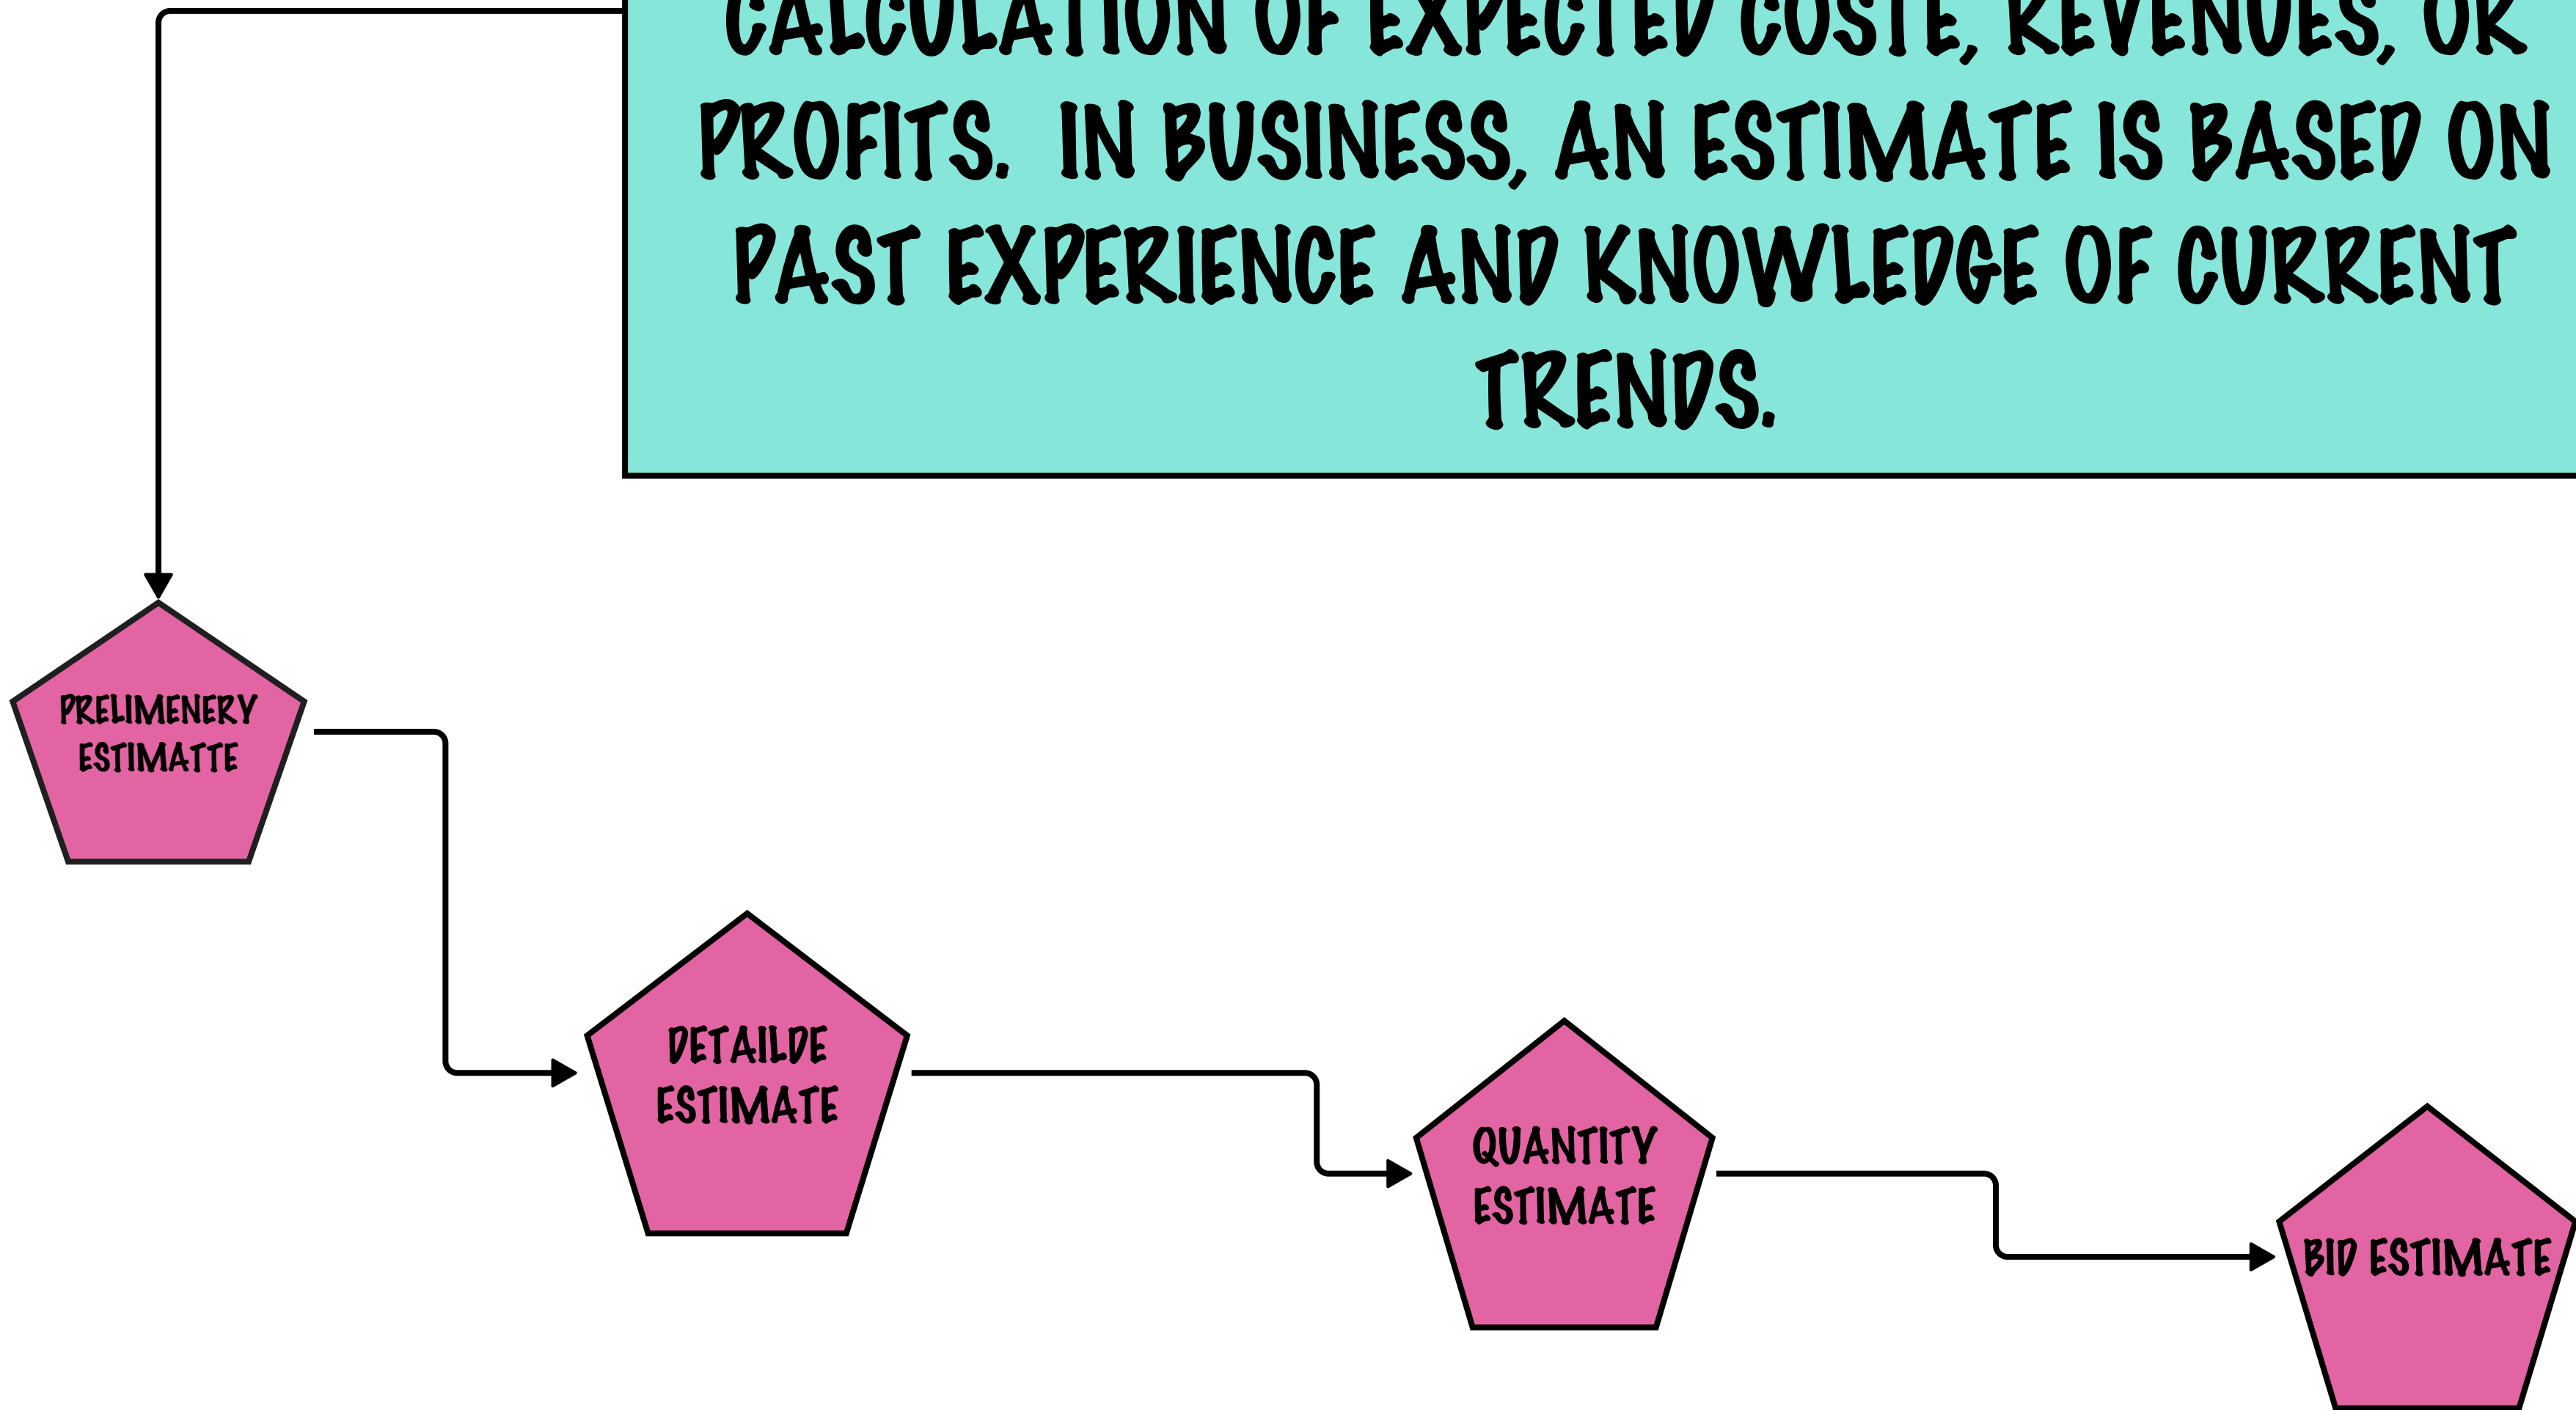 CALCULATION OF EXPECTED COSTE, REVENUES, OR
PROFITS. IN BUSINESS, AN ESTIMATE IS BASED ON
PAST EXPERIENCE AND KNOWLEDGE OF CURRENT
TRENDS.
PRELIMENERY
ESTIMATTE
DETAILDE
ESTIMATE
QUANTITY
ESTIMATE
BID ESTIMATE